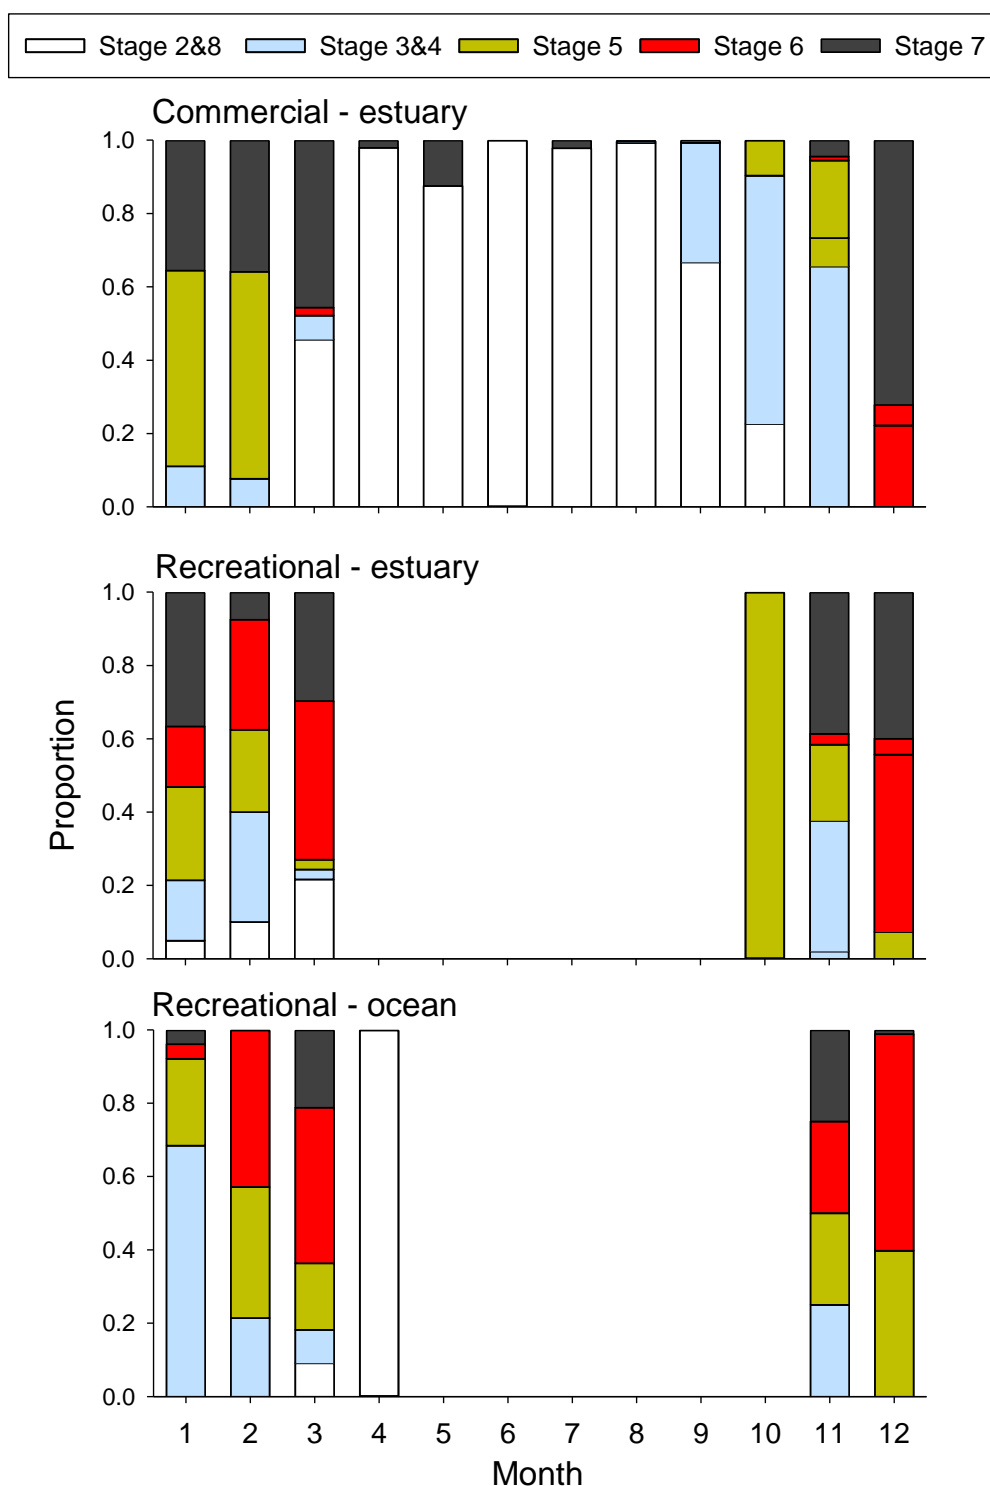 Stage 2&8 Stage 3&4 Stage 5 Stage 6 Stage 7
Commercial - estuary
1.0
0.8
0.6
0.4
0.2
0.0
Recreational - estuary
1.0
0.8
0.6
0.4
0.2
0.0
Proportion
Recreational - ocean
1.0
0.8
0.6
0.4
0.2
0.0
1 2 3 4 5 6 7 8 9 10 11 12
Month